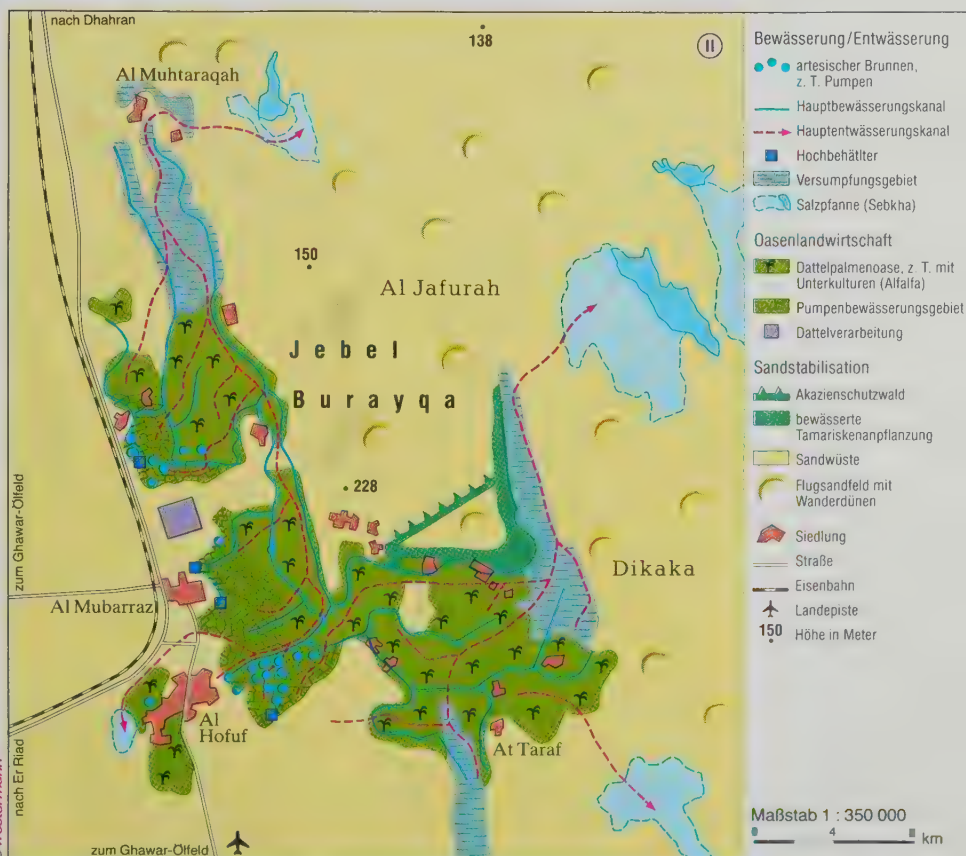 nach Dhahran
138
II
Al Muhtaraqah
150
Al Jafurah
Jebel
Burayqa
228
zum Ghawar-Ölfeld
Al Mubarraz
Dikaka
Al
Hofuf
At Taraf
nach Er Riad
zum Ghawar-Ölfeld
westermann
Bewässerung/Entwässerung
artesischer Brunnen,
z. T. Pumpen
Hauptbewässerungskanal
Hauptentwässerungskanal
Hochbehältler
Versumpfungsgebiet
Salzpfanne (Sebkha)
Oasenlandwirtschaft
Dattelpalmenoase, z. T. mit
Unterkulturen (Alfalfa)
Pumpenbewässerungsgebiet
Dattelverarbeitung
Sandstabilisation
Akazienschutzwald
bewässerte
Tamariskenanpflanzung
Sandwüste
Flugsandfeld mit
Wanderdünen
Siedlung
Straße
Eisenbahn
Landepiste
150 Höhe in Meter
Maßstab 1 : 350 000
0 4 8 km